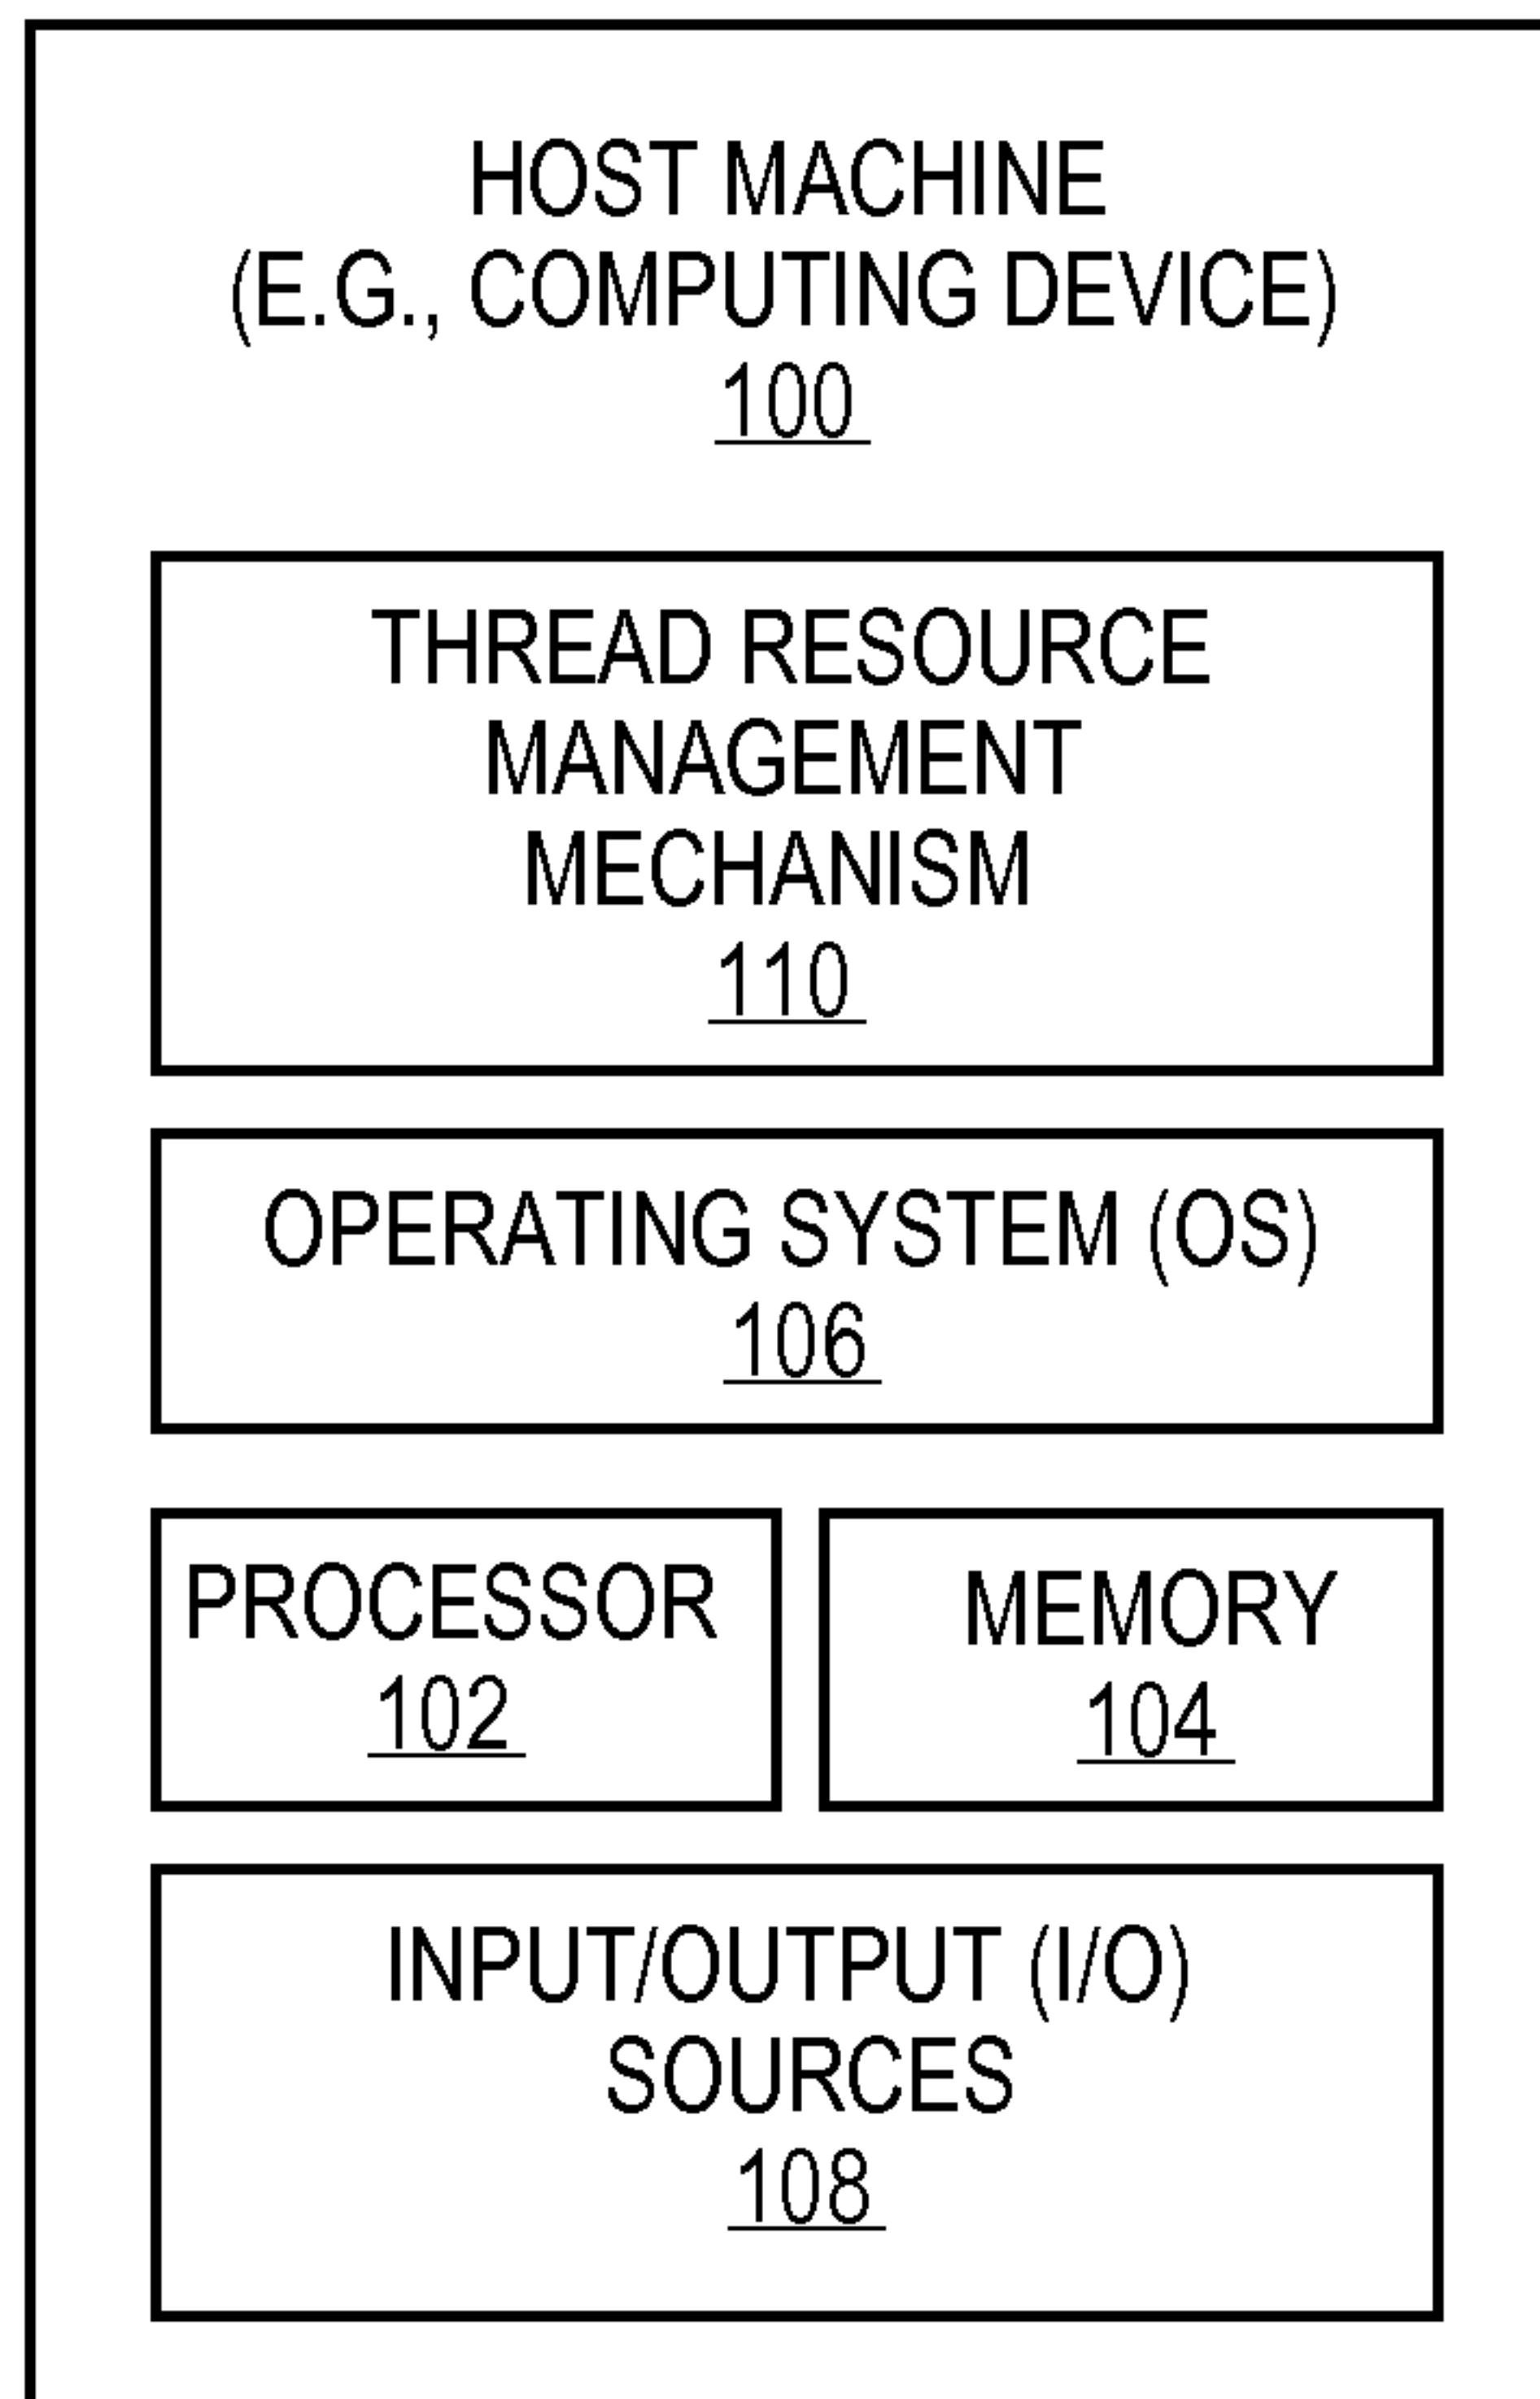 HOST MACHINE
(E.G., COMPUTING DEVICE)
100
THREAD RESOURCE
MANAGEMENT
MECHANISM
110
OPERATING SYSTEM (OS)
106
PROCESSOR
102
MEMORY
104
INPUT/OUTPUT (I/O)
SOURCES
108